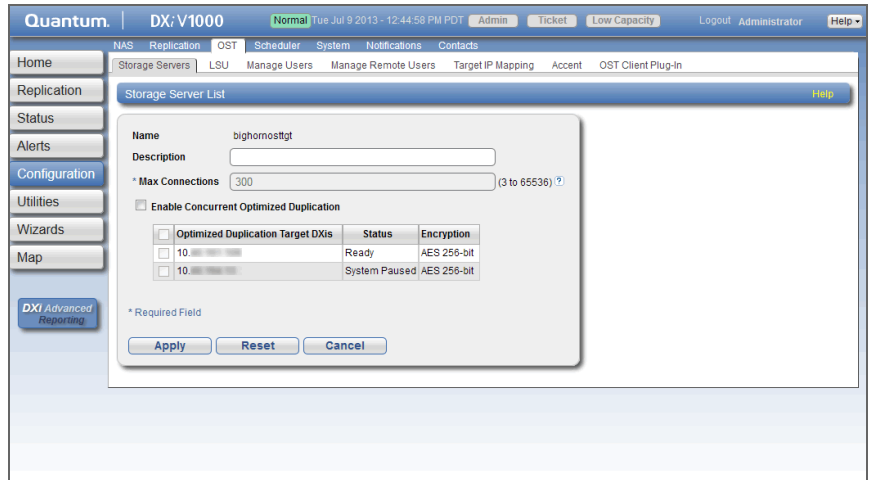 Quantum. DXi V1000 Normal Tue Jul 9 2013 - 12:44:58 PM PDT Admin Ticket Low Capacity Logout Administrator Help
NAS Replication OST Scheduler System Notifications Contacts
Storage Servers LSU Manage Users Manage Remote Users Target IP Mapping Accent OST Client Plug-In
Home
Replication
Status
Alerts
Configuration
Utilities
Wizards
Map
DXI Advanced
Reporting
Storage Server List Help
Name bighornosttgt
Description
* Max Connections 300 (3 to 65536) ?
Enable Concurrent Optimized Duplication
Optimized Duplication Target DXis Status Encryption
10. Ready AES 256-bit
10. System Paused AES 256-bit
* Required Field
Apply Reset Cancel